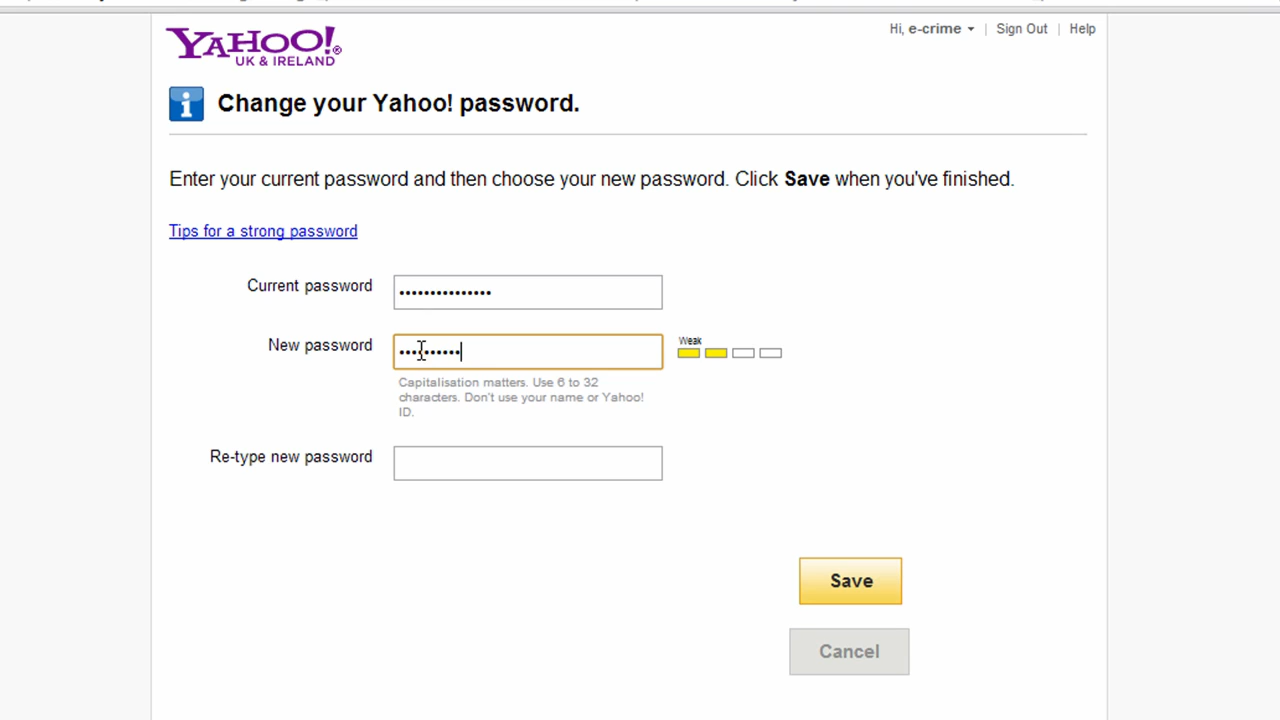 YAHOO!®
UK & IRELAND
Hi, e-crime | Sign Out | Help
Change your Yahoo! password.
Enter your current password and then choose your new password. Click Save when you've finished.
Tips for a strong password
Current password
•••••••••••••••
New password
Weak
Capitalisation matters. Use 6 to 32
characters. Don't use your name or Yahoo!
ID.
Re-type new password
Save
Cancel